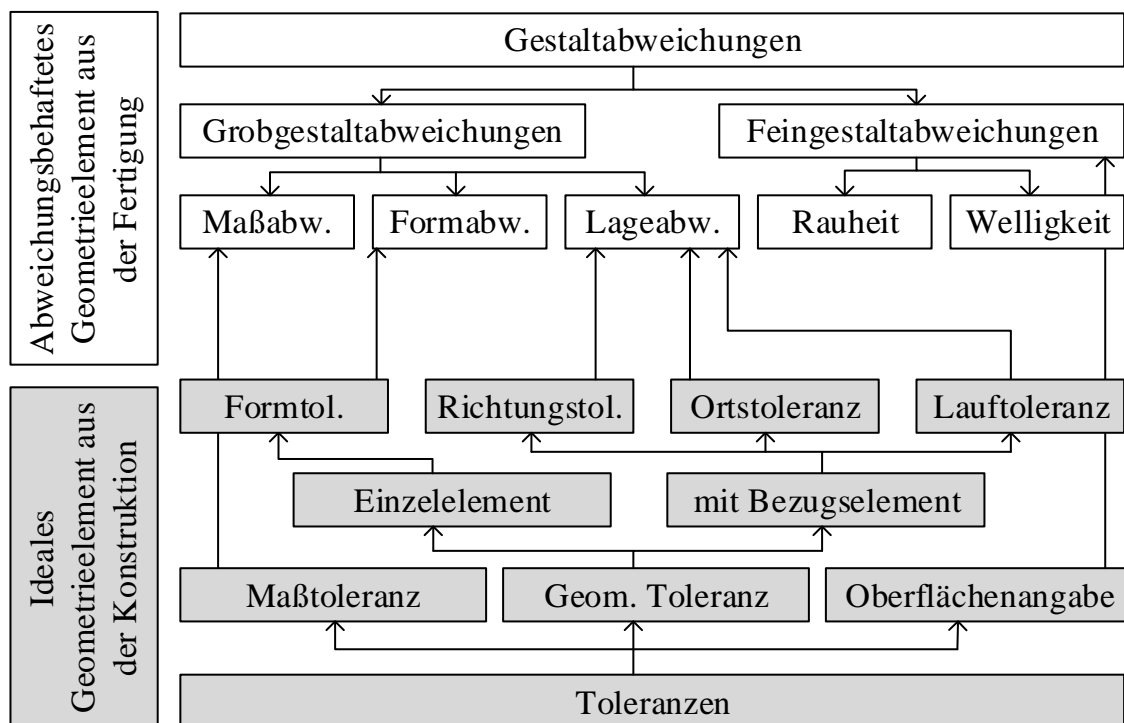 Abweichungsbehaftetes
Geometrieelement aus
der Fertigung
Gestaltabweichungen
Grobgestaltabweichungen
Feingestaltabweichungen
Maßabw.
Formabw.
Lageabw.
Rauheit
Welligkeit
Ideales
Geometrieelement aus
der Konstruktion
Formtol.
Richtungstol.
Ortstoleranz
Lauftoleranz
Einzelelement
mit Bezugselement
Maßtoleranz
Geom. Toleranz
Oberflächenangabe
Toleranzen